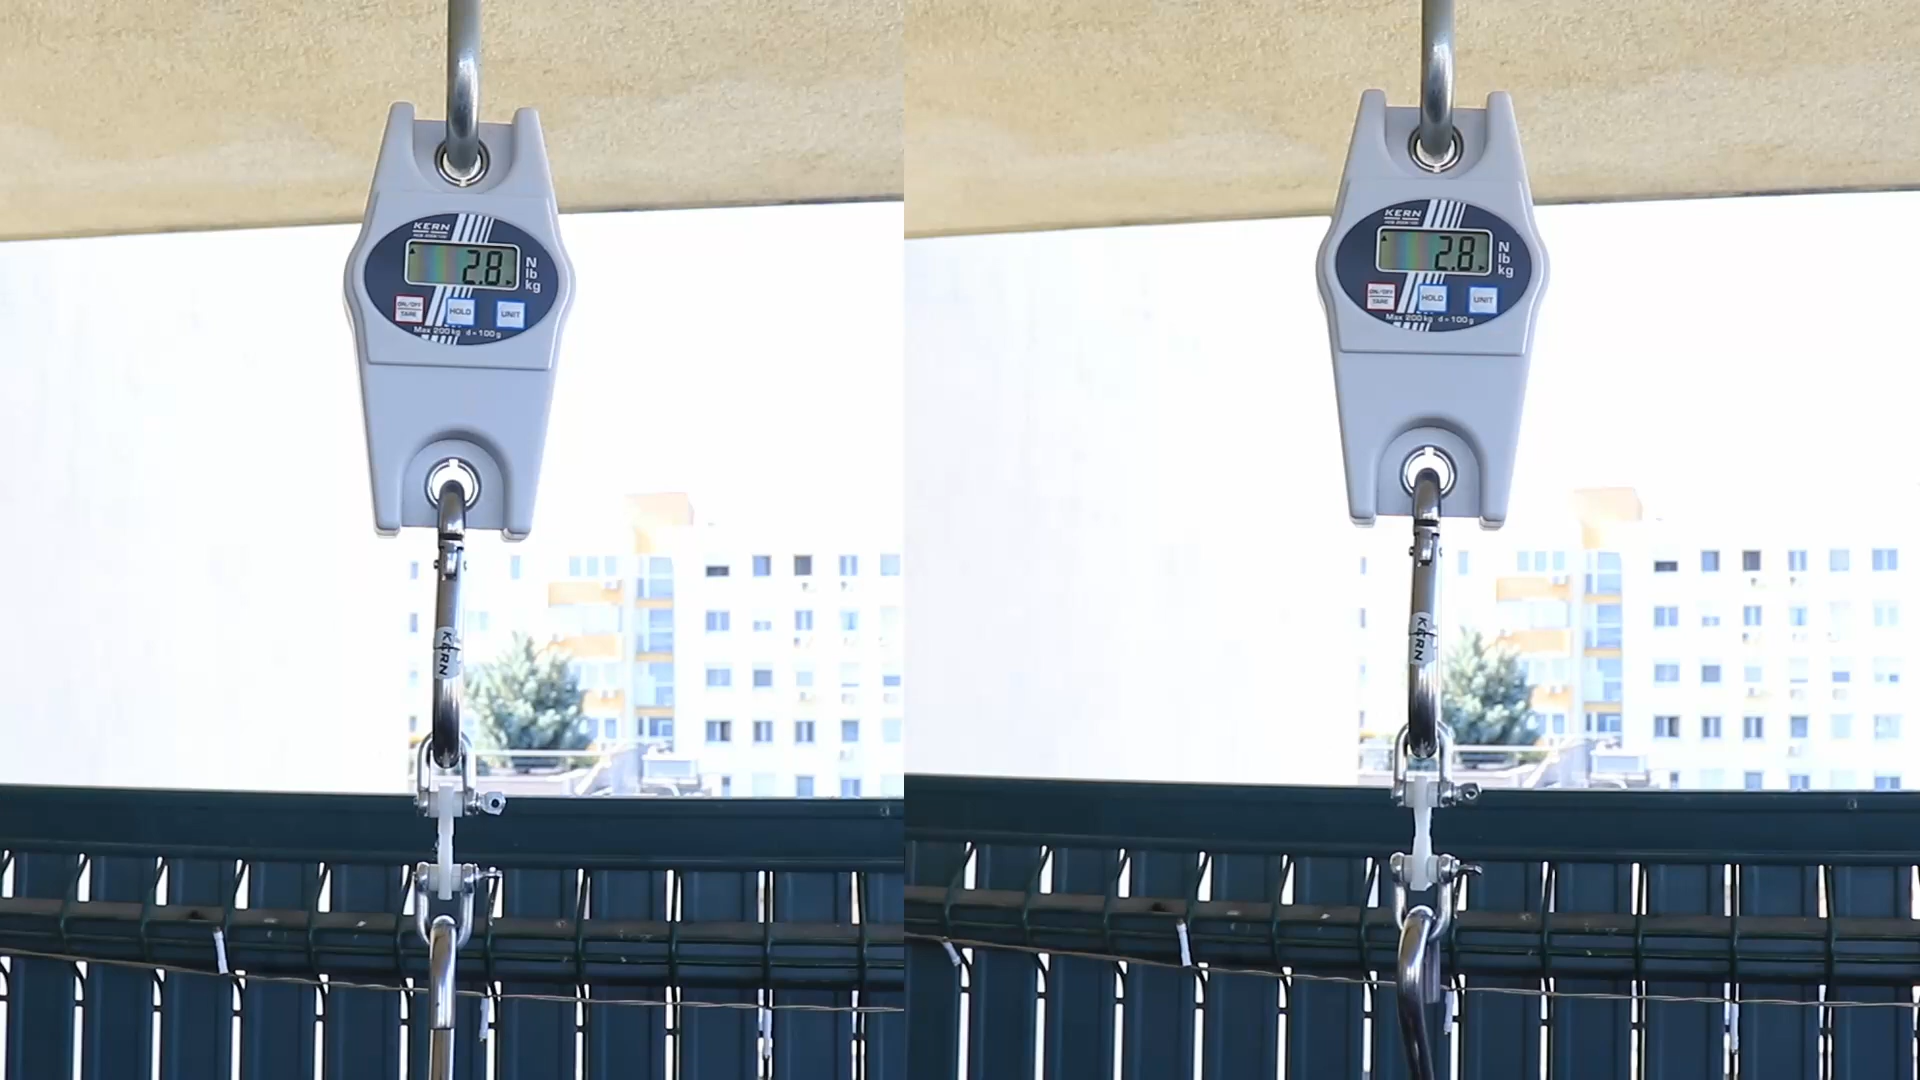 KERN
2.8
N
lb
kg
ON/OFF
TARE
HOLD
UNIT
Max 200 kg d = 100 g
KERN
KERN
2.8
N
lb
kg
ON/OFF
TARE
HOLD
UNIT
Max 200 kg d = 100 g
KERN